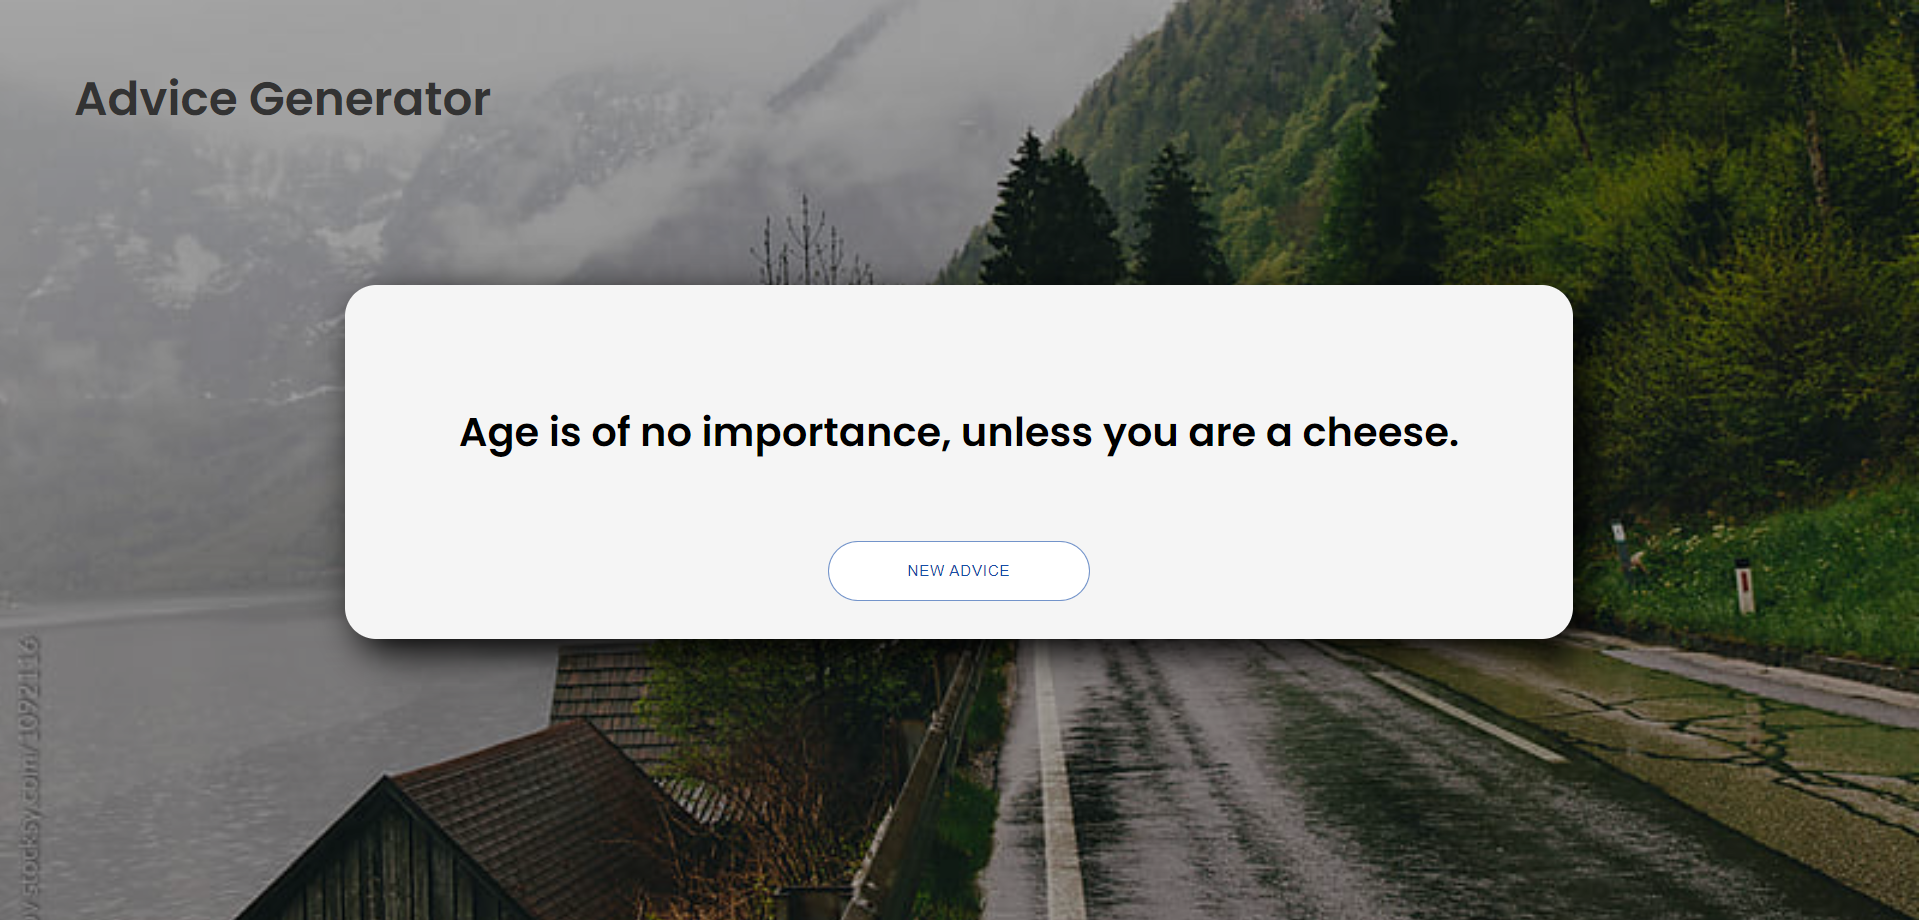 Advice Generator
Age is of no importance, unless you are a cheese.
NEW ADVICE
stocksy.com/1092116